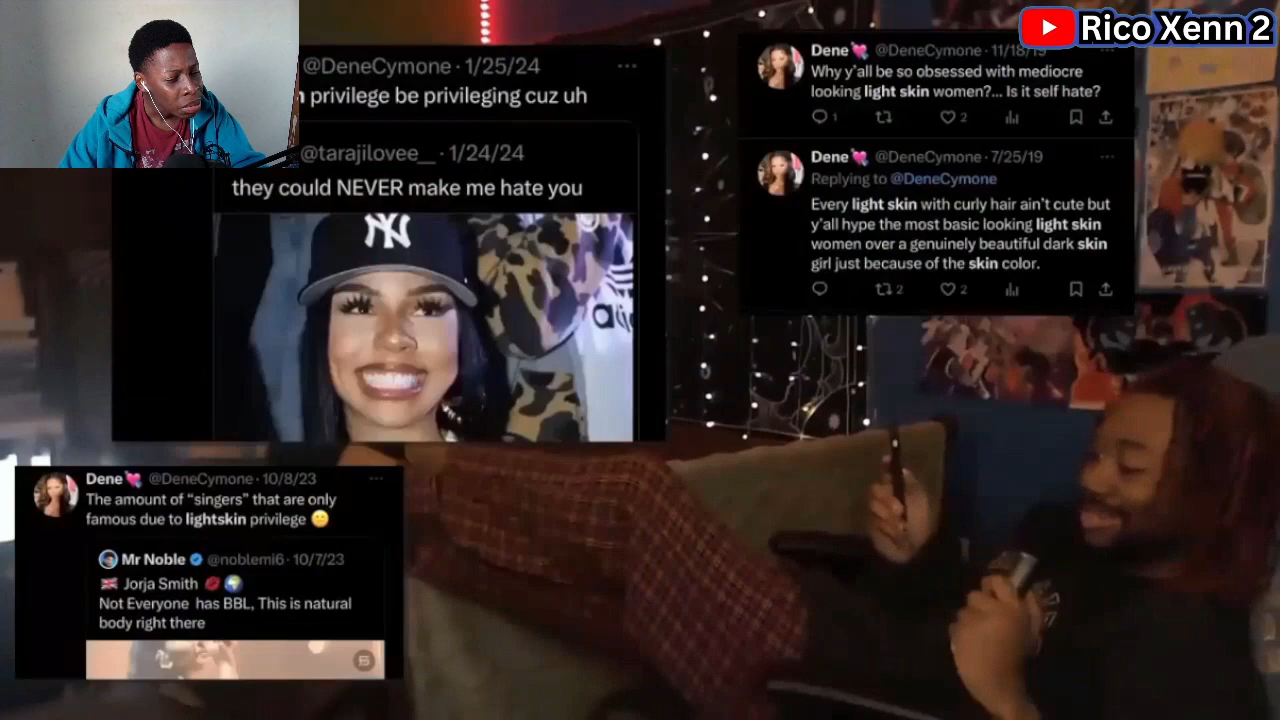 Rico Xenn 2
@DeneCymone · 1/25/24
privilege be privileging cuz uh
@tarajilovee_ · 1/24/24
they could NEVER make me hate you
NY
Dene💘 @DeneCymone · 11/18/19
Why y'all be so obsessed with mediocre
looking light skin women?... Is it self hate?
1
2
Dene💘 @DeneCymone · 7/25/19
Replying to @DeneCymone
Every light skin with curly hair ain't cute but
y'all hype the most basic looking light skin
women over a genuinely beautiful dark skin
girl just because of the skin color.
2
2
Dene💘 @DeneCymone · 10/8/23
The amount of "singers" that are only
famous due to lightskin privilege 🙂
Mr Noble @noblemi6 · 10/7/23
🇬🇧 Jorja Smith 💋🌍
Not Everyone has BBL, This is natural
body right there